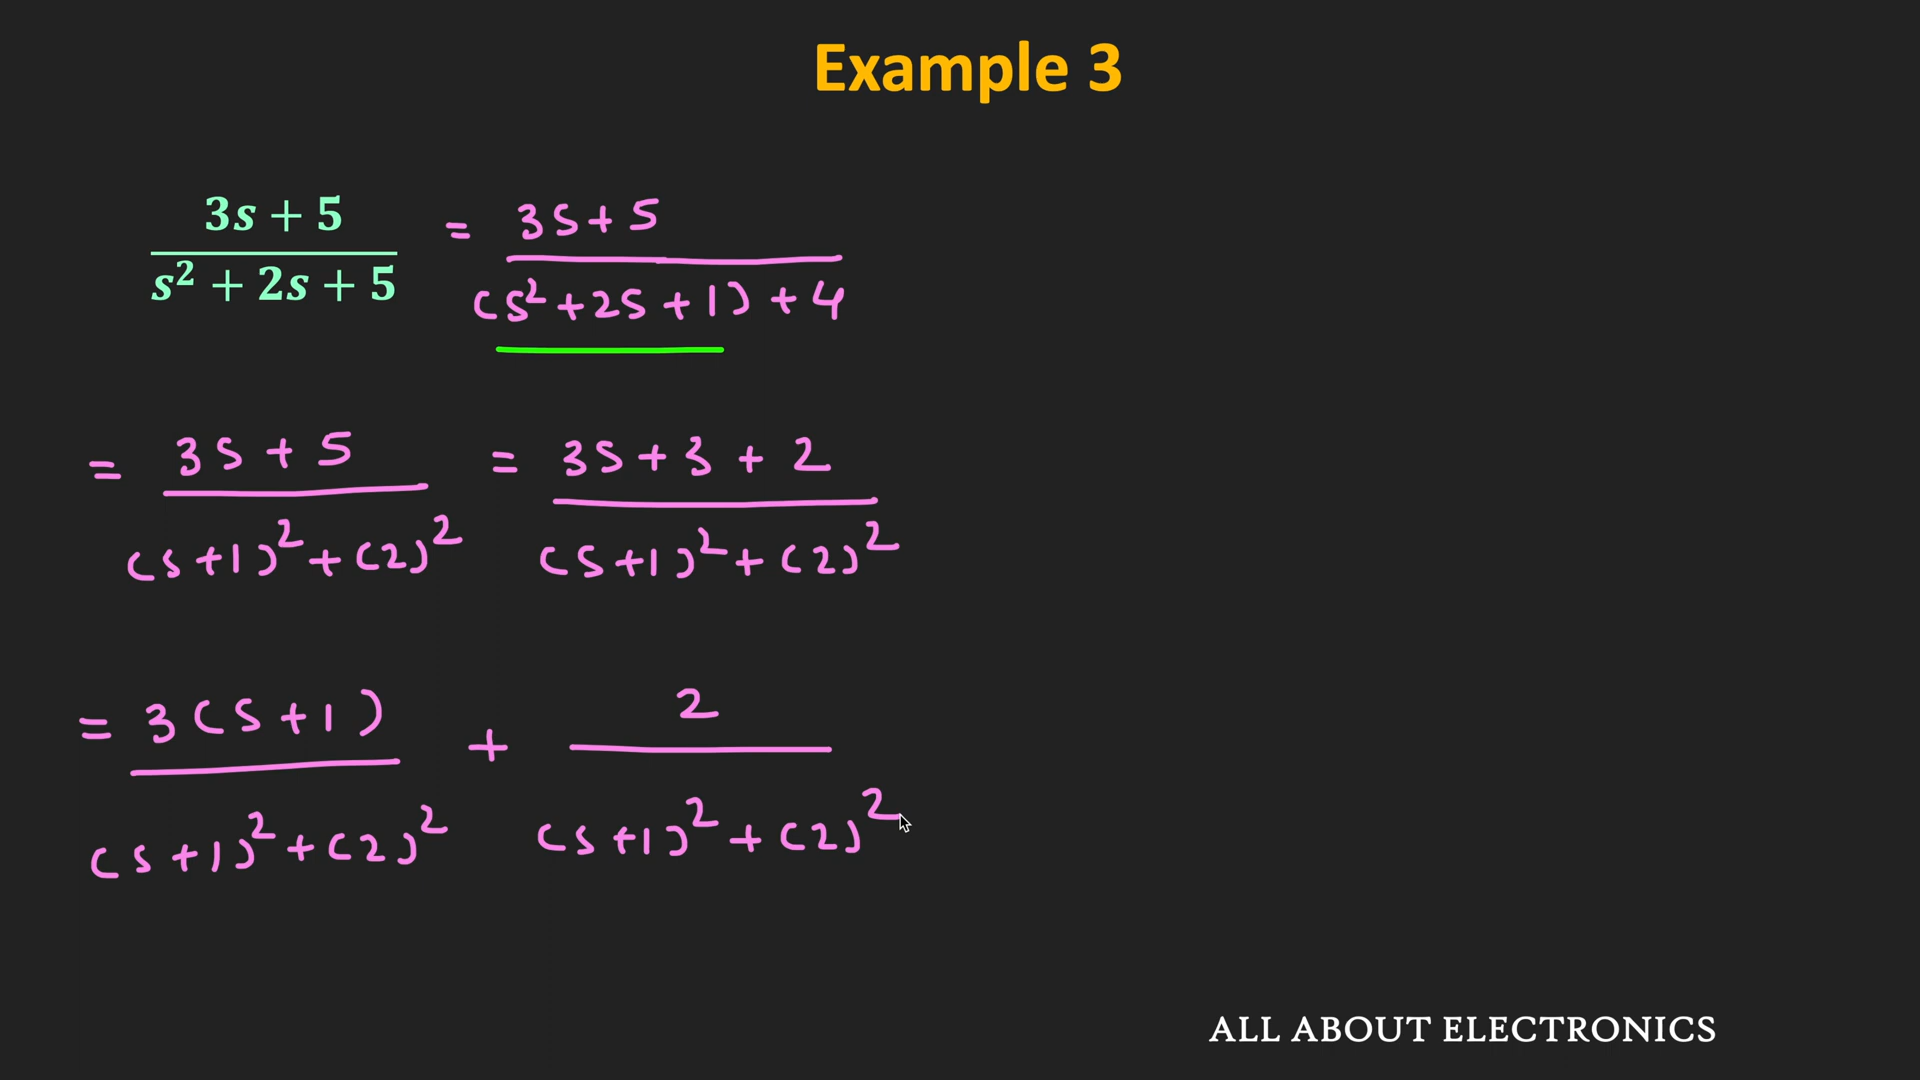 Example 3
3s + 5 = 3s + 5
s² + 2s + 5 (s² + 2s + 1) + 4
= 3s + 5 = 3s + 3 + 2
(s+1)² + (2)² (s+1)² + (2)²
= 3(s+1) + 2
(s+1)² + (2)² (s+1)² + (2)²
ALL ABOUT ELECTRONICS